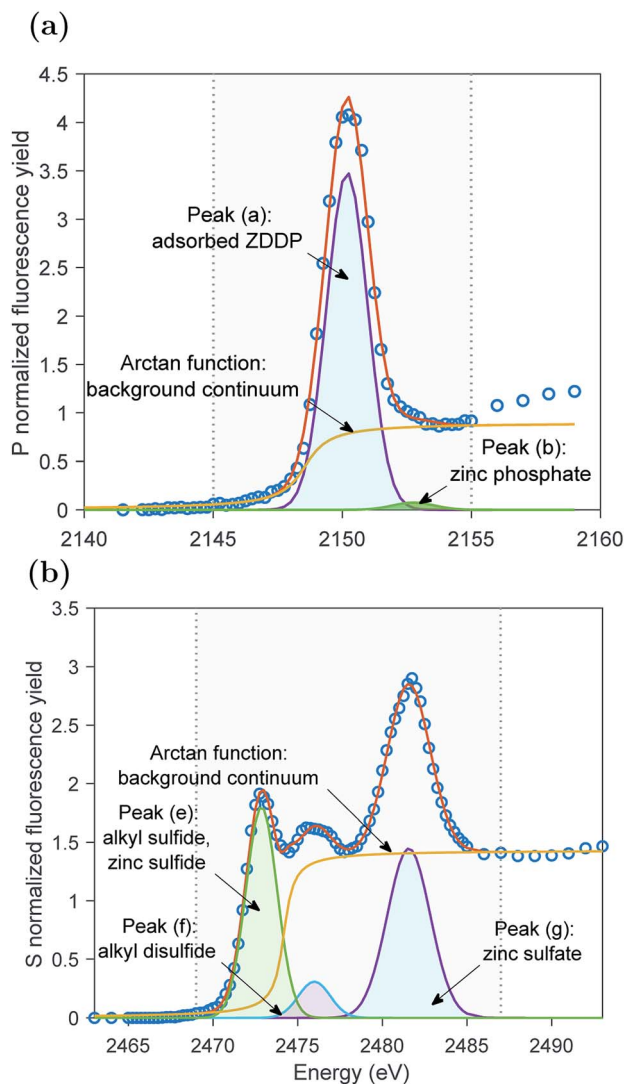 (a)
4.5
4
3.5
3
2.5
2
1.5
1
0.5
0
P normalized fluorescence yield
Peak (a):
adsorbed ZDDP
Arctan function:
background continuum
Peak (b):
zinc phosphate
2140
2145
2150
2155
2160
(b)
3.5
3
2.5
2
1.5
1
0.5
0
S normalized fluorescence yield
Arctan function:
background continuum
Peak (e):
alkyl sulfide,
zinc sulfide
Peak (f):
alkyl disulfide
Peak (g):
zinc sulfate
2465
2470
2475
2480
2485
2490
Energy (eV)